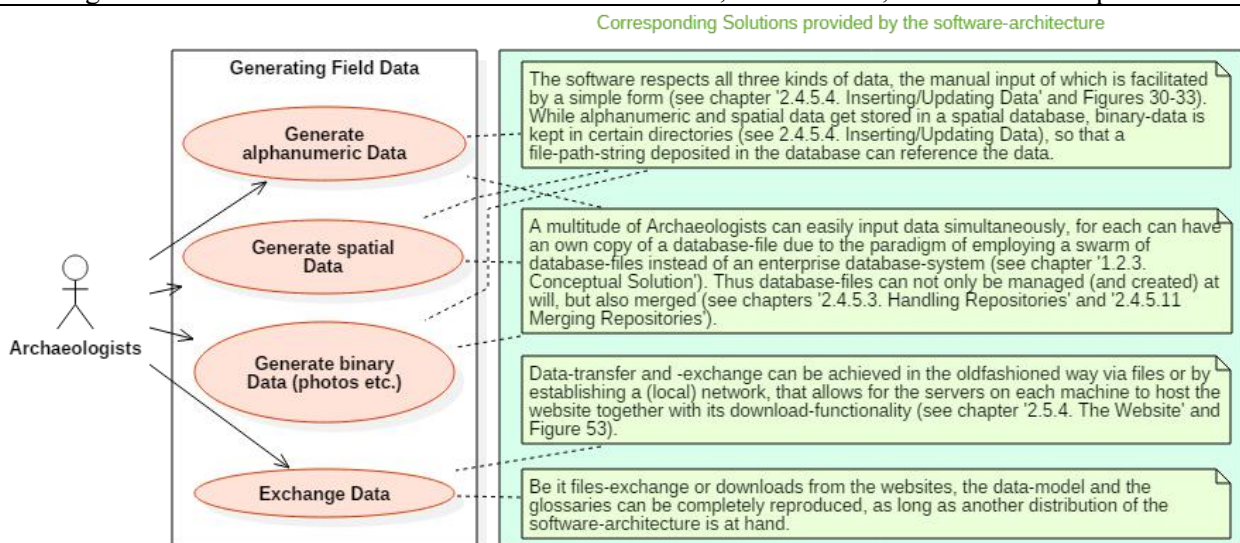 Corresponding Solutions provided by the software-architecture
Generating Field Data
Generate
alphanumeric Data
Generate spatial
Data
Generate binary
Data (photos etc.)
Exchange Data
Archaeologists
The software respects all three kinds of data, the manual input of which is facilitated
by a simple form (see chapter '2.4.5.4. Inserting/Updating Data' and Figures 30-33).
While alphanumeric and spatial data get stored in a spatial database, binary-data is
kept in certain directories (see 2.4.5.4. Inserting/Updating Data), so that a
file-path-string deposited in the database can reference the data.
A multitude of Archaeologists can easily input data simultaneously, for each can have
an own copy of a database-file due to the paradigm of employing a swarm of
database-files instead of an enterprise database-system (see chapter '1.2.3.
Conceptual Solution'). Thus database-files can not only be managed (and created) at
will, but also merged (see chapters '2.4.5.3. Handling Repositories' and '2.4.5.11
Merging Repositories').
Data-transfer and -exchange can be achieved in the oldfashioned way via files or by
establishing a (local) network, that allows for the servers on each machine to host the
website together with its download-functionality (see chapter '2.5.4. The Website' and
Figure 53).
Be it files-exchange or downloads from the websites, the data-model and the
glossaries can be completely reproduced, as long as another distribution of the
software-architecture is at hand.